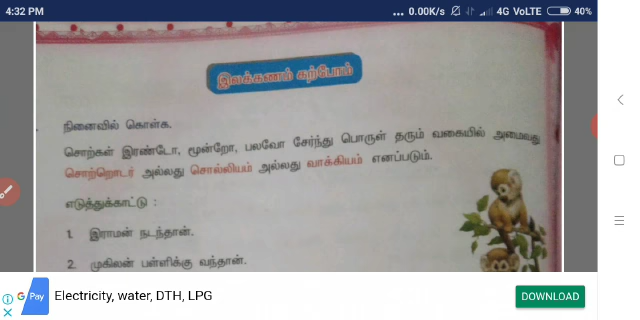 4:32 PM ... 0.00K/s 4G VoLTE 40%
இலக்கணம் கற்போம்
நினைவில் கொள்க.
சொற்கள் இரண்டோ, மூன்றோ, பலவோ சேர்ந்து பொருள் தரும் வகையில் அமைவது
சொற்றொடர் அல்லது சொல்லியம் அல்லது வாக்கியம் எனப்படும்.
எடுத்துக்காட்டு :
1. இராமன் நடந்தான்.
2. முகிலன் பள்ளிக்கு வந்தான்.
G Pay Electricity, water, DTH, LPG DOWNLOAD